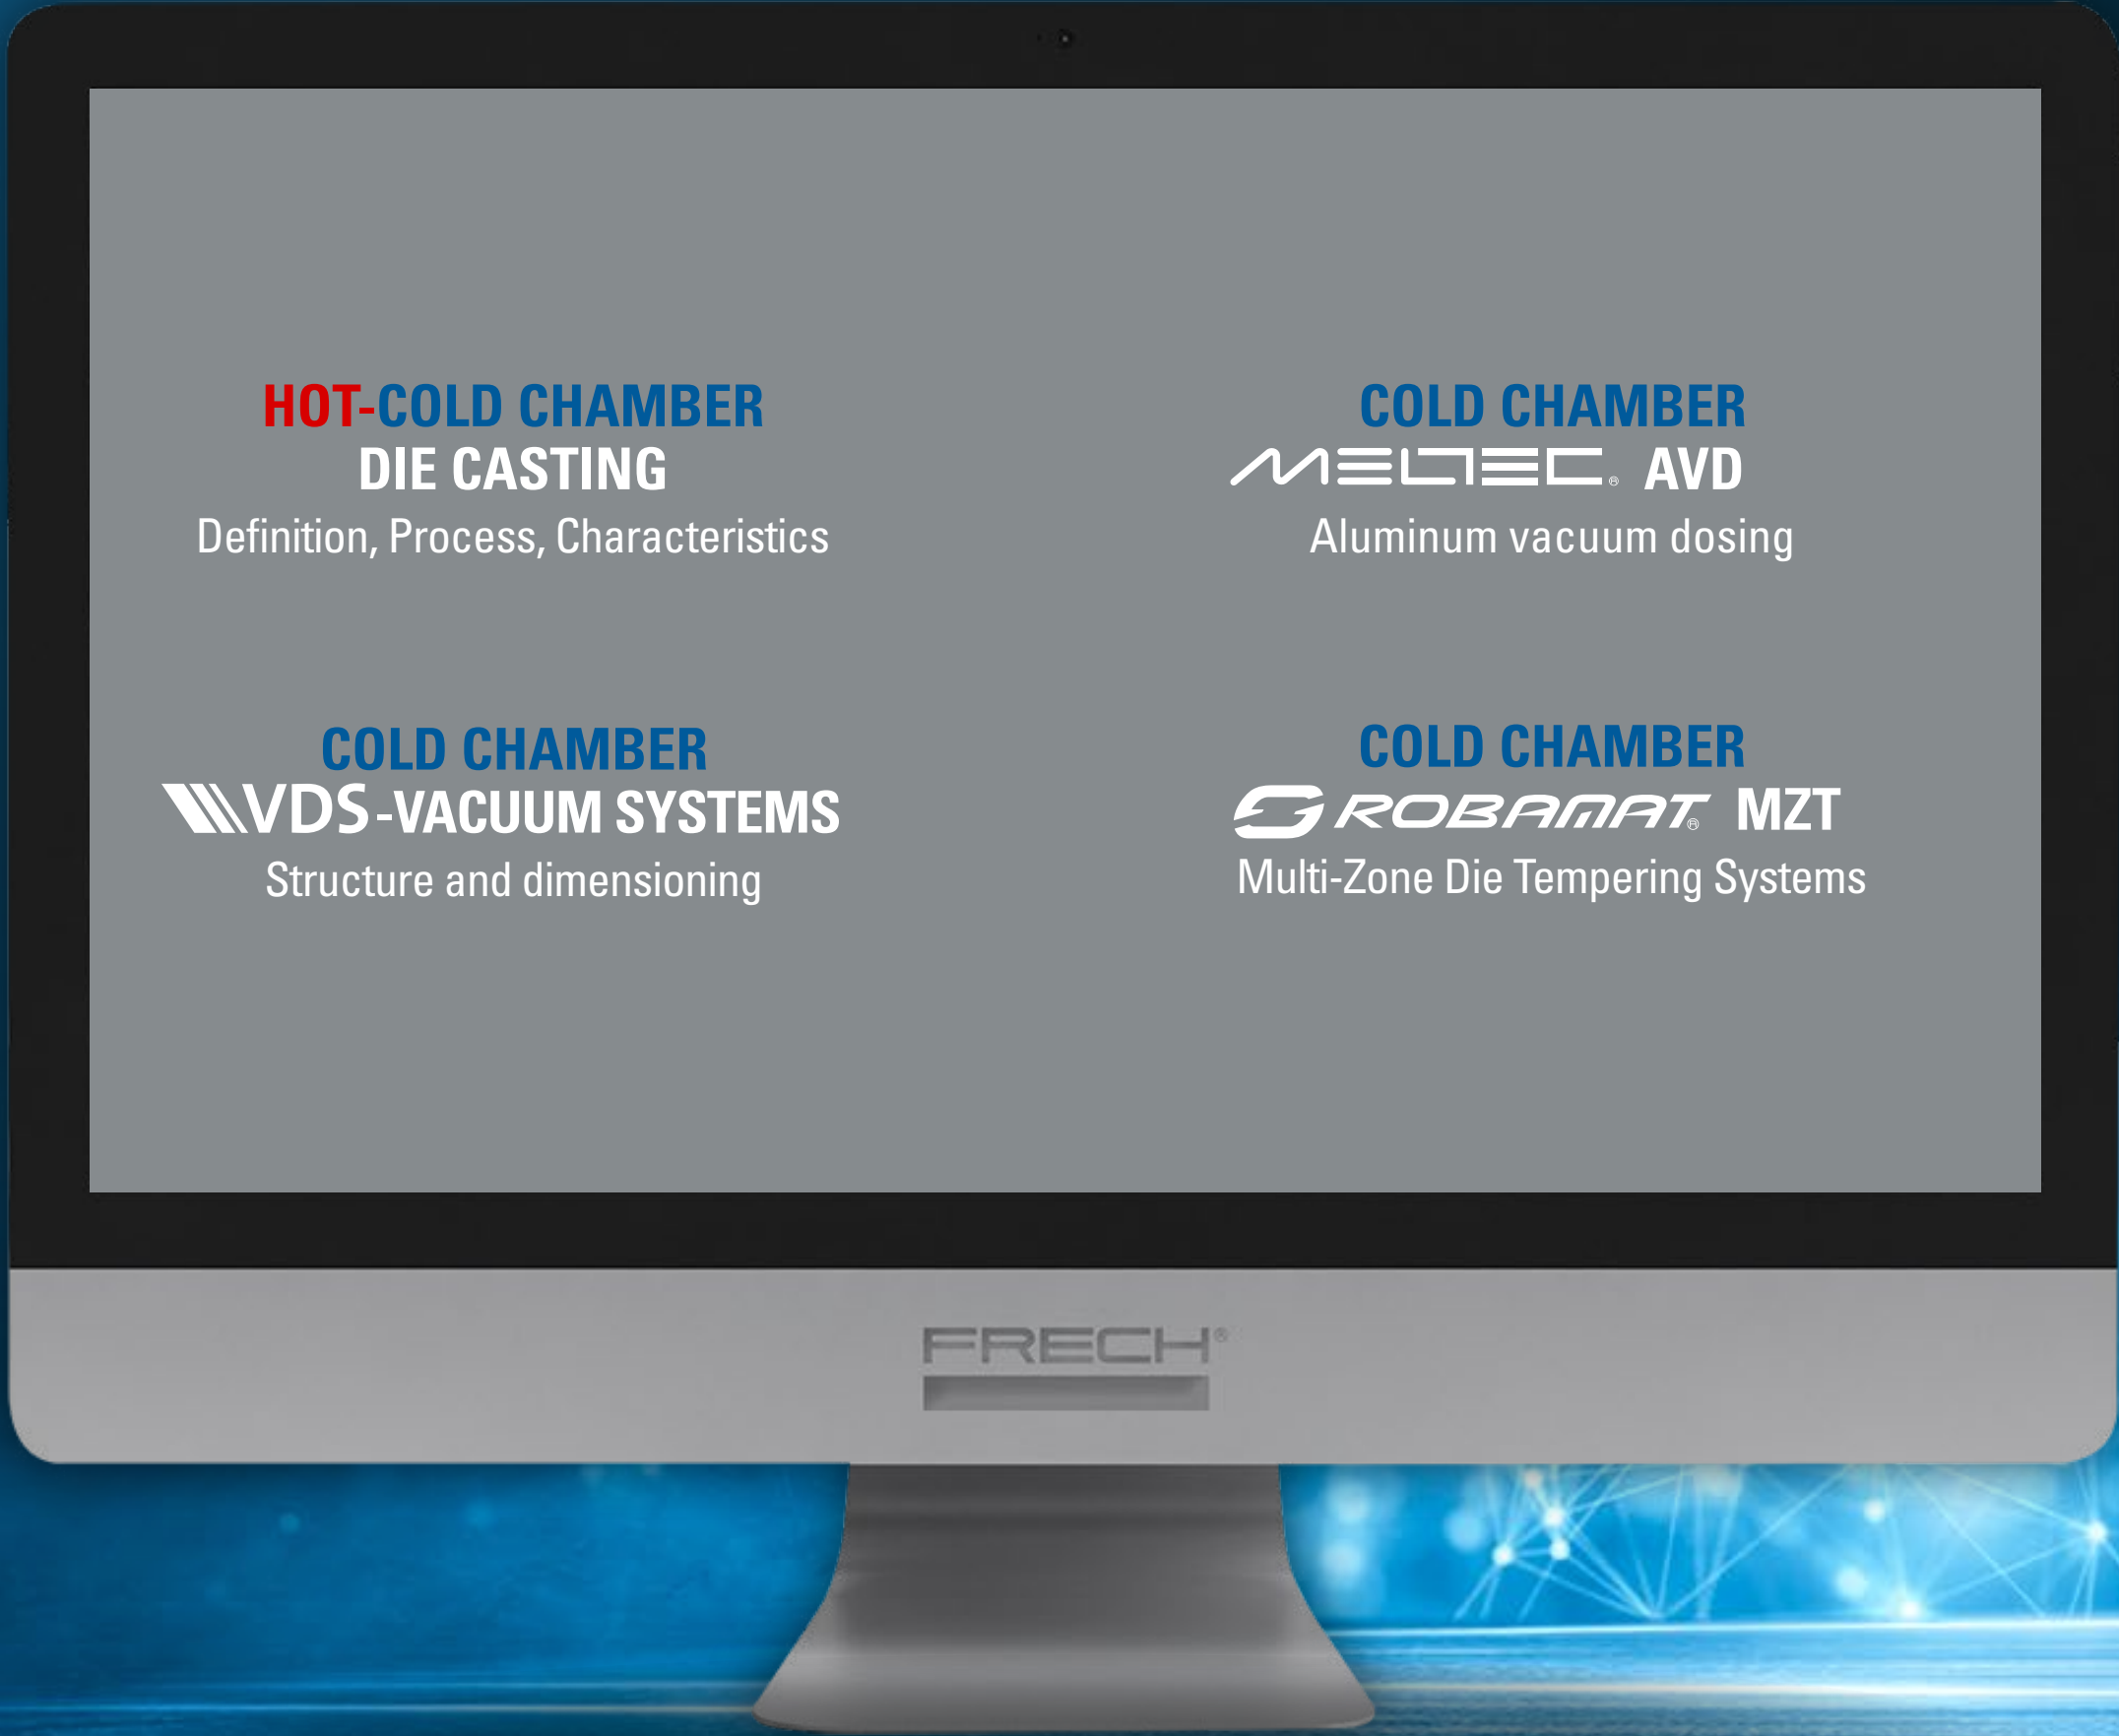 HOT-COLD CHAMBER
DIE CASTING
Definition, Process, Characteristics
COLD CHAMBER
MELTEC® AVD
Aluminum vacuum dosing
COLD CHAMBER
VDS-VACUUM SYSTEMS
Structure and dimensioning
COLD CHAMBER
ROBAMAT® MZT
Multi-Zone Die Tempering Systems
FRECH®